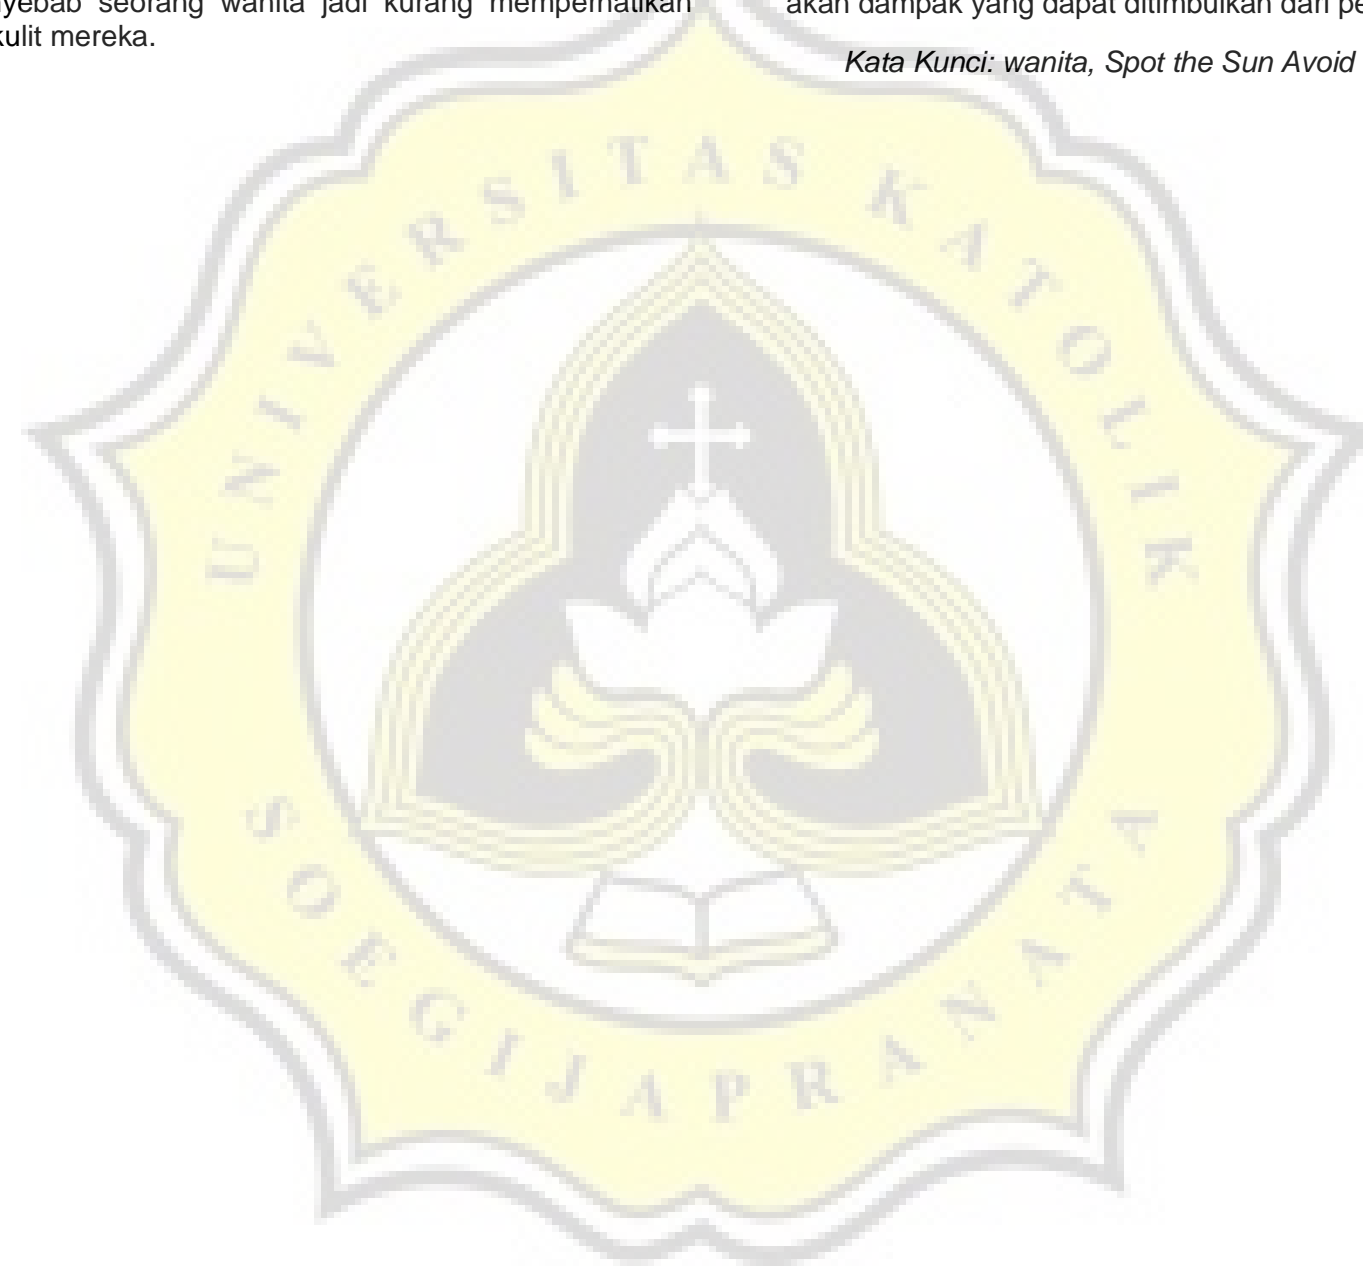 nyebab seorang wanita jadi kurang memperhatikan
kulit mereka.
akan dampak yang dapat ditimbulkan dari pe
Kata Kunci: wanita, Spot the Sun Avoid
UNIVERSITAS KATOLIK
SOEGIJAPRANATA